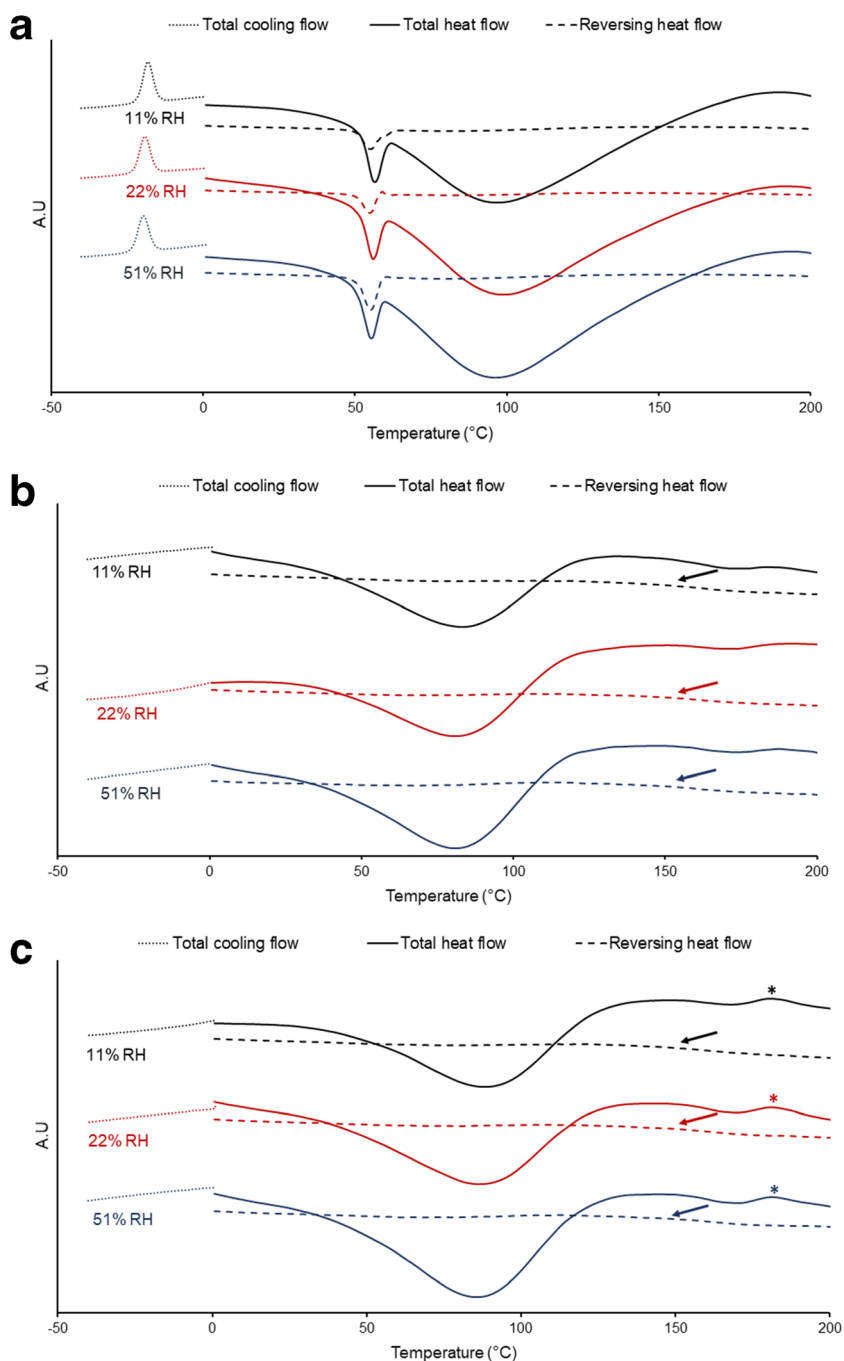 a
Total cooling flow Total heat flow Reversing heat flow
11% RH
22% RH
51% RH
A.U
-50 0 50 100 150 200
Temperature (°C)
b
Total cooling flow Total heat flow Reversing heat flow
11% RH
22% RH
51% RH
A.U
-50 0 50 100 150 200
Temperature (°C)
c
Total cooling flow Total heat flow Reversing heat flow
*
11% RH
*
22% RH
*
51% RH
A.U
-50 0 50 100 150 200
Temperature (°C)